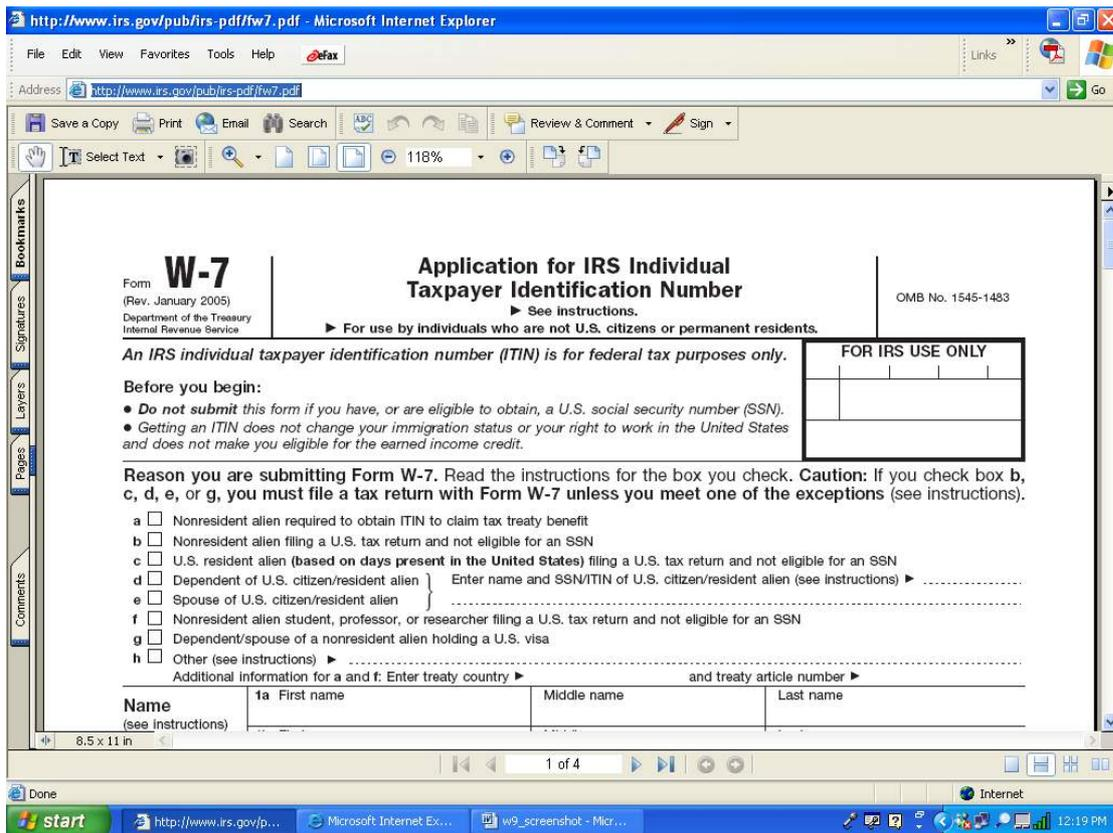 http://www.irs.gov/pub/irs-pdf/fw7.pdf - Microsoft Internet Explorer
File Edit View Favorites Tools Help eFax Links »
Address http://www.irs.gov/pub/irs-pdf/fw7.pdf Go
Save a Copy Print Email Search ABC Review & Comment Sign
Select Text 118%
Bookmarks
Signatures
Layers
Pages
Comments
Form W-7
(Rev. January 2005)
Department of the Treasury
Internal Revenue Service
Application for IRS Individual
Taxpayer Identification Number
► See instructions.
► For use by individuals who are not U.S. citizens or permanent residents.
OMB No. 1545-1483
An IRS individual taxpayer identification number (ITIN) is for federal tax purposes only.
FOR IRS USE ONLY
Before you begin:
● Do not submit this form if you have, or are eligible to obtain, a U.S. social security number (SSN).
● Getting an ITIN does not change your immigration status or your right to work in the United States
and does not make you eligible for the earned income credit.
Reason you are submitting Form W-7. Read the instructions for the box you check. Caution: If you check box b,
c, d, e, or g, you must file a tax return with Form W-7 unless you meet one of the exceptions (see instructions).
a Nonresident alien required to obtain ITIN to claim tax treaty benefit
b Nonresident alien filing a U.S. tax return and not eligible for an SSN
c U.S. resident alien (based on days present in the United States) filing a U.S. tax return and not eligible for an SSN
d Dependent of U.S. citizen/resident alien } Enter name and SSN/ITIN of U.S. citizen/resident alien (see instructions) ►
e Spouse of U.S. citizen/resident alien
f Nonresident alien student, professor, or researcher filing a U.S. tax return and not eligible for an SSN
g Dependent/spouse of a nonresident alien holding a U.S. visa
h Other (see instructions) ►
Additional information for a and f: Enter treaty country ► and treaty article number ►
Name
(see instructions)
1a First name Middle name Last name
8.5 x 11 in
1 of 4
Done Internet
start http://www.irs.gov/p... Microsoft Internet Ex... w9_screenshot - Micr... 12:19 PM